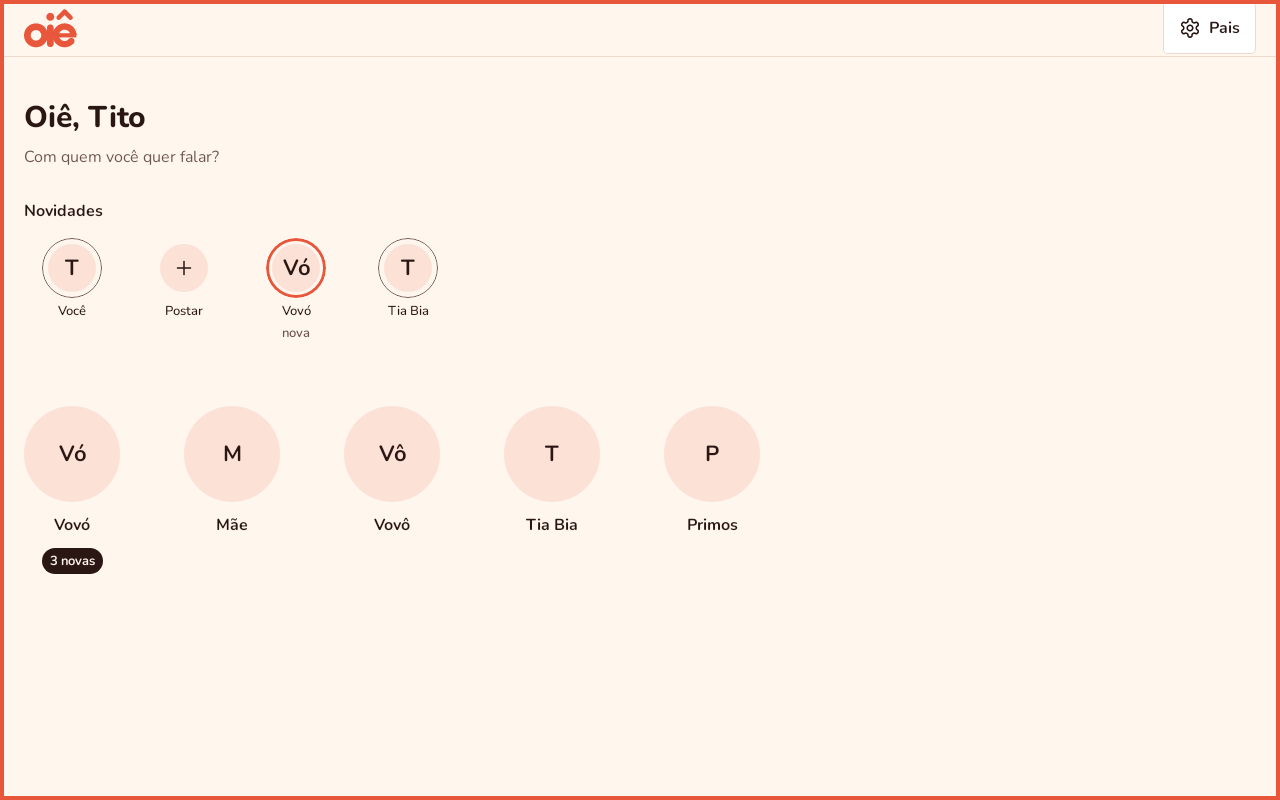 oiê
Pais
Oiê, Tito
Com quem você quer falar?
Novidades
T
Você
Postar
Vó
Vovó
nova
T
Tia Bia
Vó
Vovó
3 novas
M
Mãe
Vô
Vovô
T
Tia Bia
P
Primos